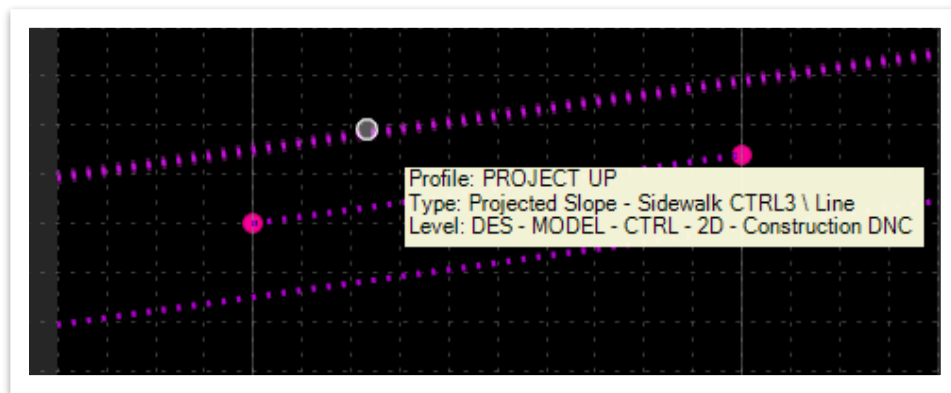 Profile: PROJECT UP
Type: Projected Slope - Sidewalk CTRL3 \ Line
Level: DES - MODEL - CTRL - 2D - Construction DNC